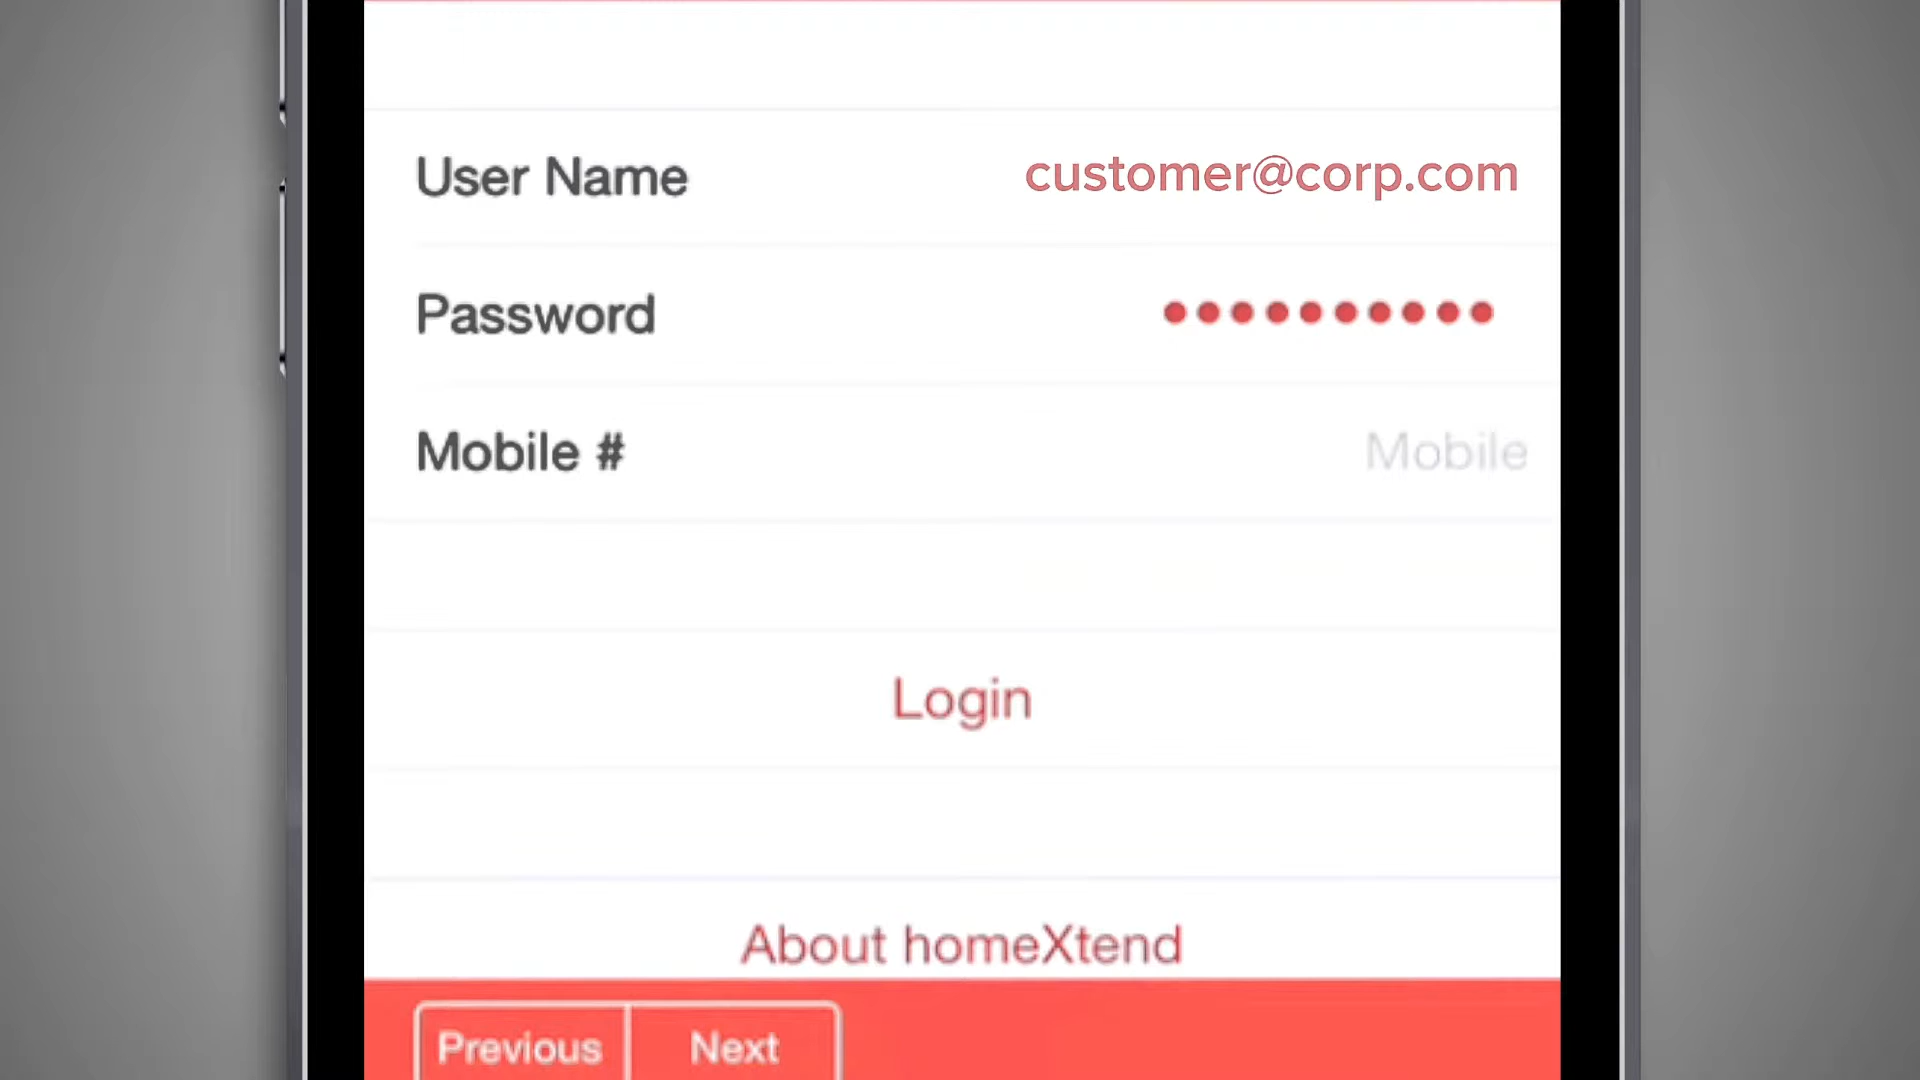 User Name customer@corp.com
Password ●●●●●●●●●●
Mobile # Mobile
Login
About homeXtend
Previous Next